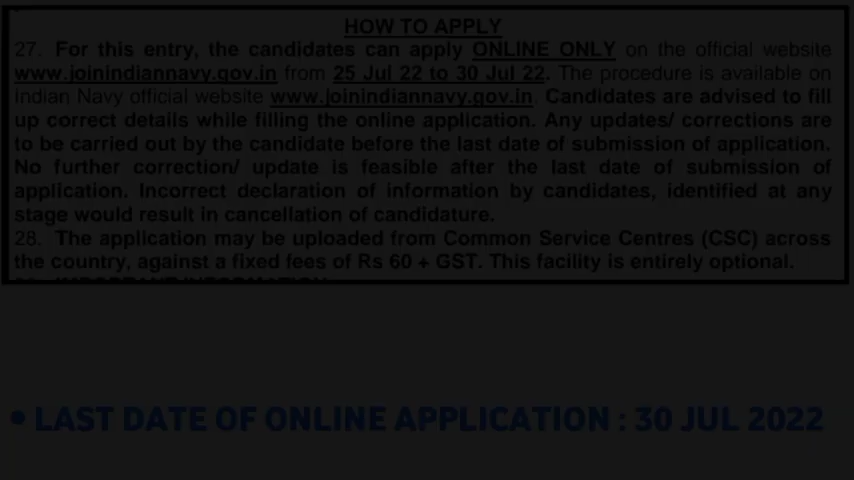 HOW TO APPLY
27. For this entry, the candidates can apply ONLINE ONLY on the official website
www.joinindiannavy.gov.in from 25 Jul 22 to 30 Jul 22. The procedure is available on
Indian Navy official website www.joinindiannavy.gov.in. Candidates are advised to fill
up correct details while filling the online application. Any updates/ corrections are
to be carried out by the candidate before the last date of submission of application.
No further correction/ update is feasible after the last date of submission of
application. Incorrect declaration of information by candidates, identified at any
stage would result in cancellation of candidature.
28. The application may be uploaded from Common Service Centres (CSC) across
the country, against a fixed fees of Rs 60 + GST. This facility is entirely optional.
• LAST DATE OF ONLINE APPLICATION : 30 JUL 2022